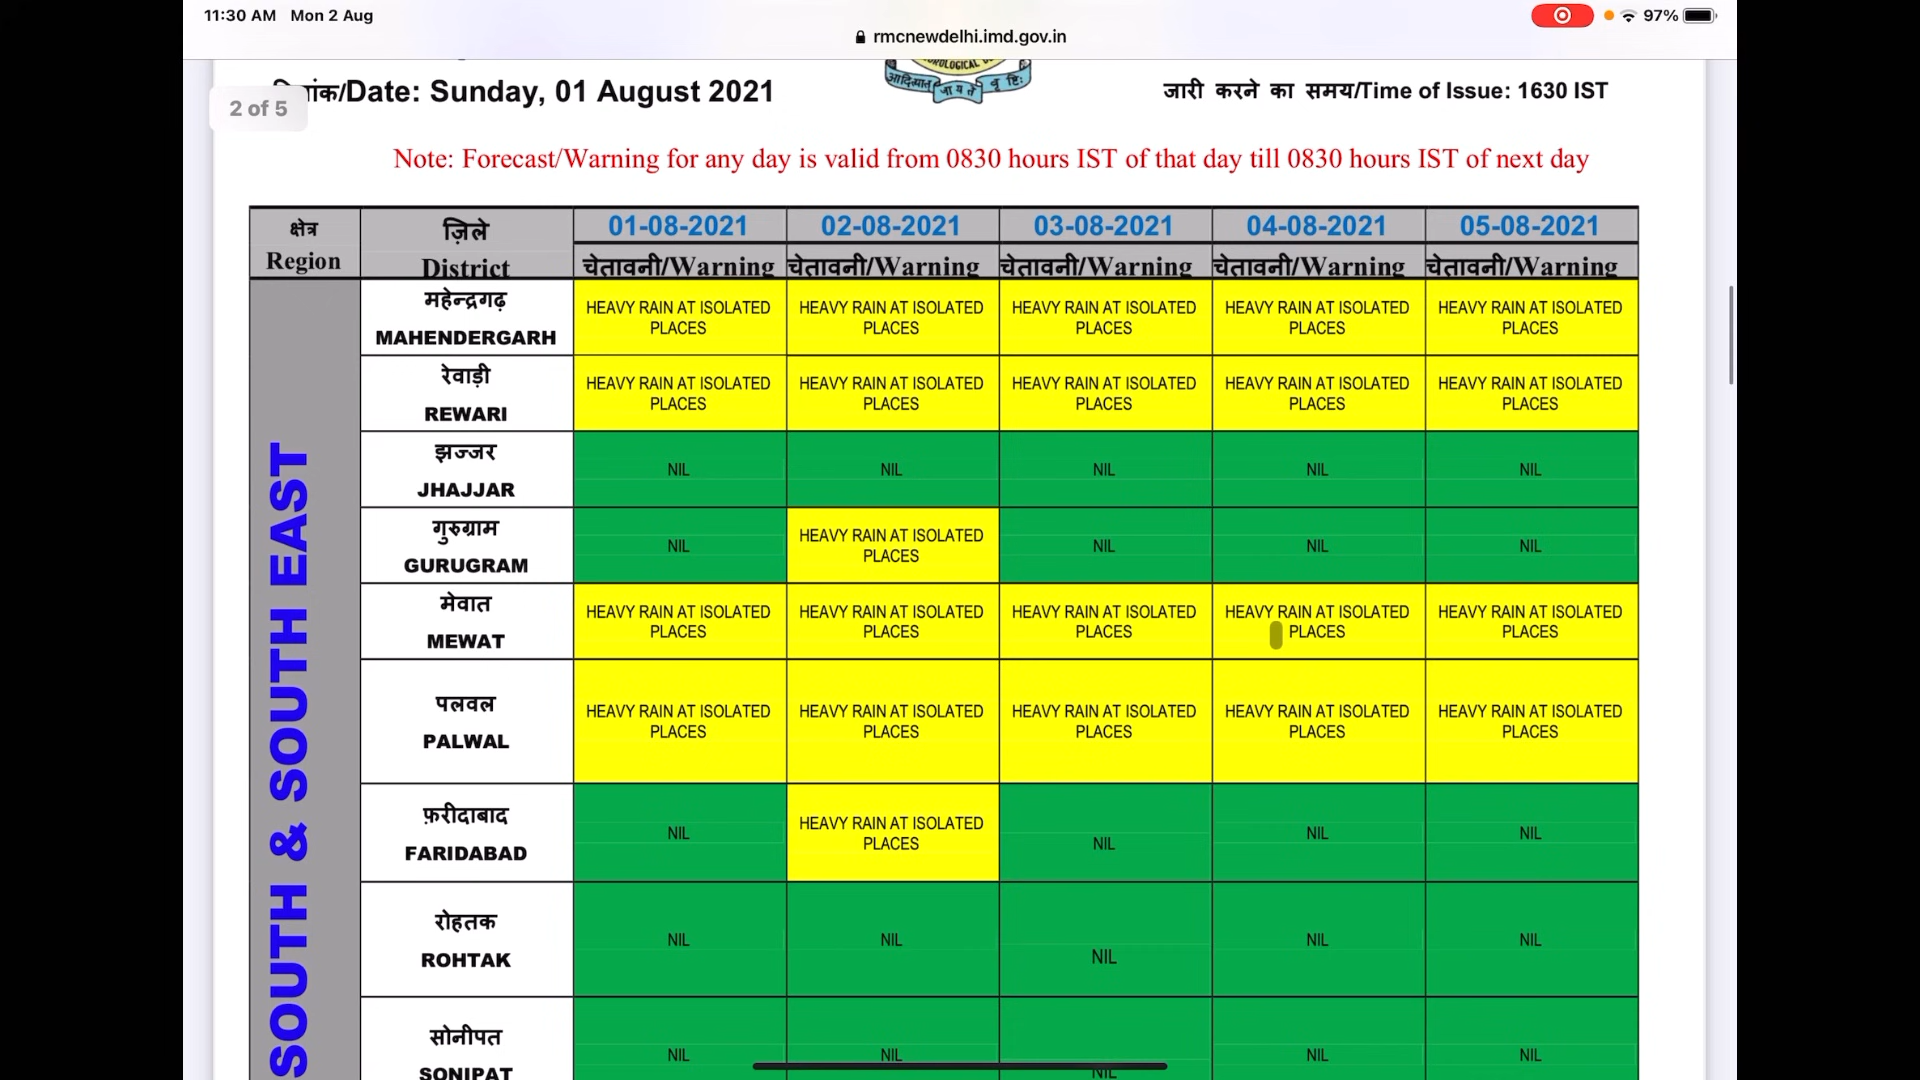 11:30 AM Mon 2 Aug
97%
rmcnewdelhi.imd.gov.in
2 of 5
/Date: Sunday, 01 August 2021
आदित्यात् जायते वृष्टिः
जारी करने का समय/Time of Issue: 1630 IST
Note: Forecast/Warning for any day is valid from 0830 hours IST of that day till 0830 hours IST of next day
क्षेत्र ज़िले 01-08-2021 02-08-2021 03-08-2021 04-08-2021 05-08-2021
Region District चेतावनी/Warning चेतावनी/Warning चेतावनी/Warning चेतावनी/Warning चेतावनी/Warning
SOUTH & SOUTH EAST
महेन्द्रगढ़ HEAVY RAIN AT ISOLATED HEAVY RAIN AT ISOLATED HEAVY RAIN AT ISOLATED HEAVY RAIN AT ISOLATED HEAVY RAIN AT ISOLATED
MAHENDERGARH PLACES PLACES PLACES PLACES PLACES
रेवाड़ी HEAVY RAIN AT ISOLATED HEAVY RAIN AT ISOLATED HEAVY RAIN AT ISOLATED HEAVY RAIN AT ISOLATED HEAVY RAIN AT ISOLATED
REWARI PLACES PLACES PLACES PLACES PLACES
झज्जर
JHAJJAR NIL NIL NIL NIL NIL
गुरुग्राम HEAVY RAIN AT ISOLATED
GURUGRAM NIL PLACES NIL NIL NIL
मेवात HEAVY RAIN AT ISOLATED HEAVY RAIN AT ISOLATED HEAVY RAIN AT ISOLATED HEAVY RAIN AT ISOLATED HEAVY RAIN AT ISOLATED
MEWAT PLACES PLACES PLACES PLACES PLACES
पलवल HEAVY RAIN AT ISOLATED HEAVY RAIN AT ISOLATED HEAVY RAIN AT ISOLATED HEAVY RAIN AT ISOLATED HEAVY RAIN AT ISOLATED
PALWAL PLACES PLACES PLACES PLACES PLACES
फ़रीदाबाद HEAVY RAIN AT ISOLATED
FARIDABAD NIL PLACES NIL NIL NIL
रोहतक
ROHTAK NIL NIL NIL NIL NIL
सोनीपत
SONIPAT NIL NIL NIL NIL NIL